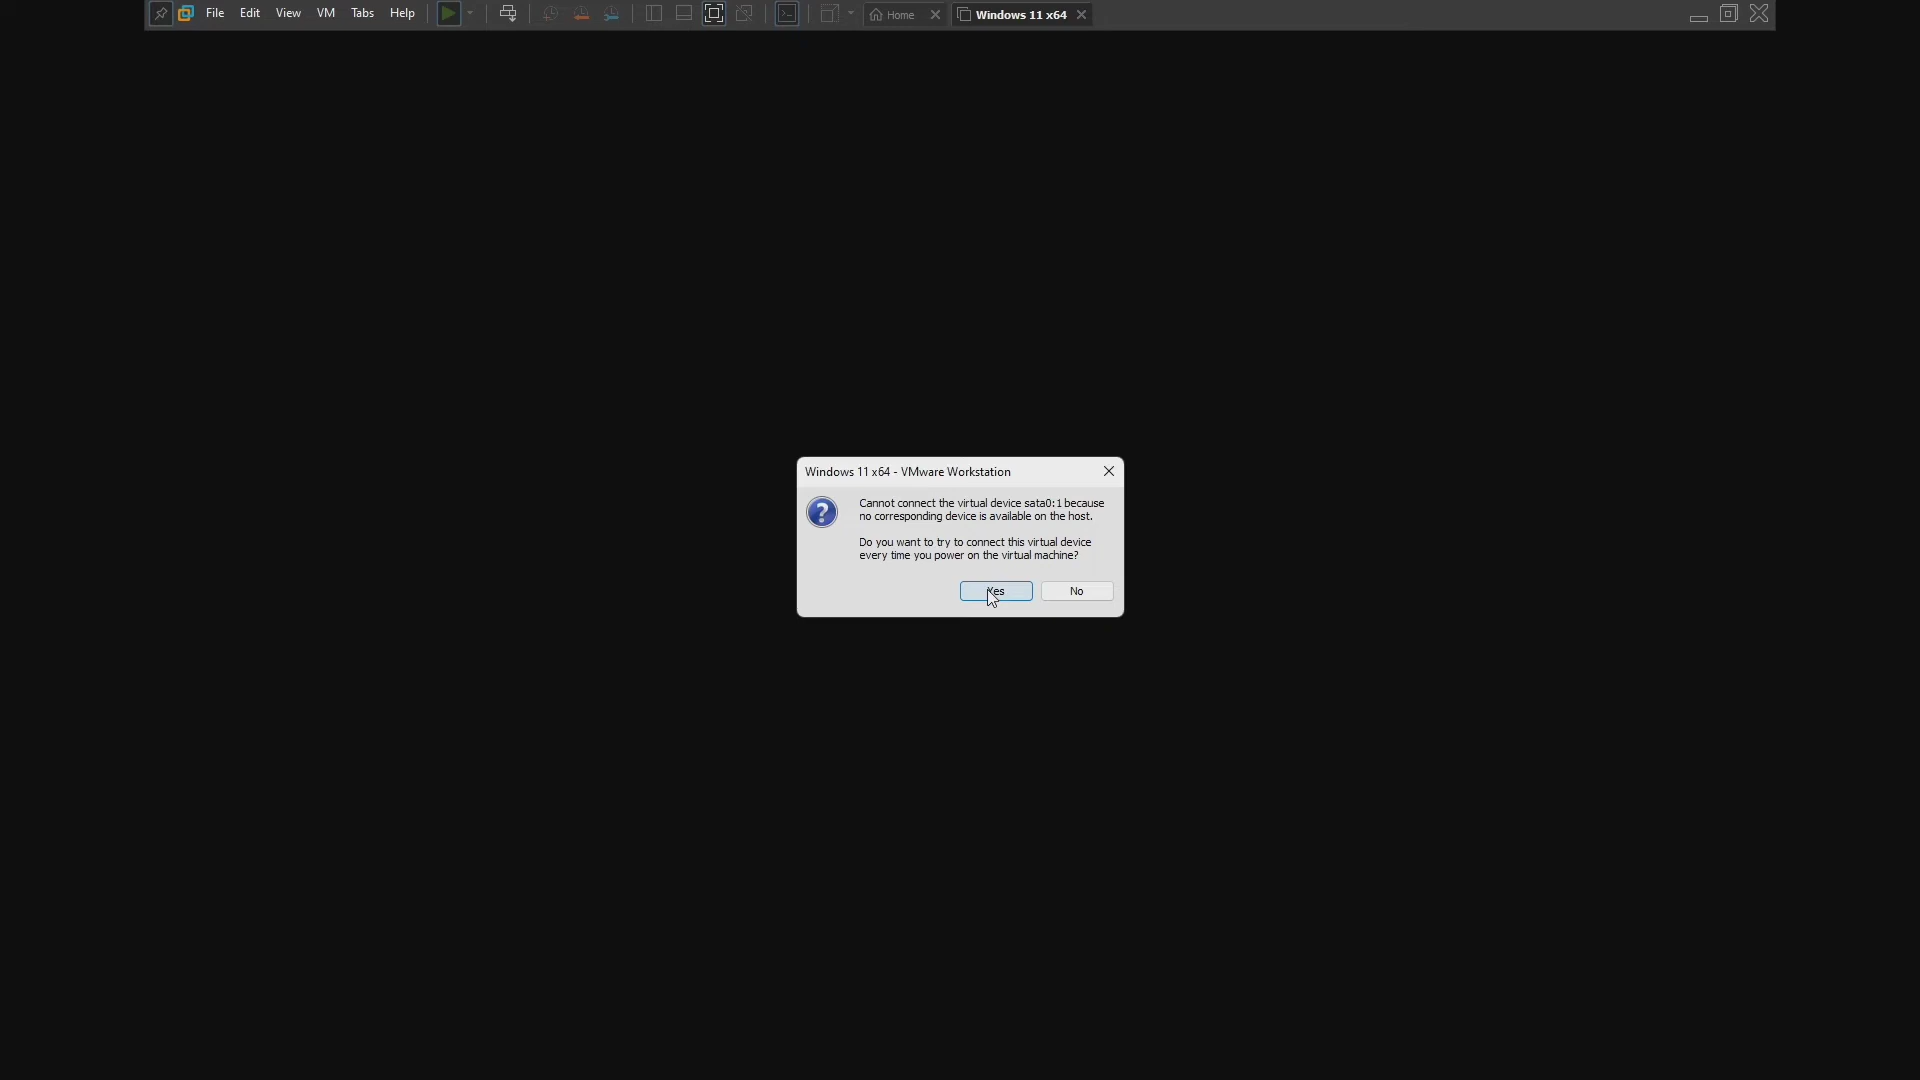 File Edit View VM Tabs Help Home Windows 11 x64
Windows 11 x64 - VMware Workstation
Cannot connect the virtual device sata0:1 because
no corresponding device is available on the host.
Do you want to try to connect this virtual device
every time you power on the virtual machine?
Yes No